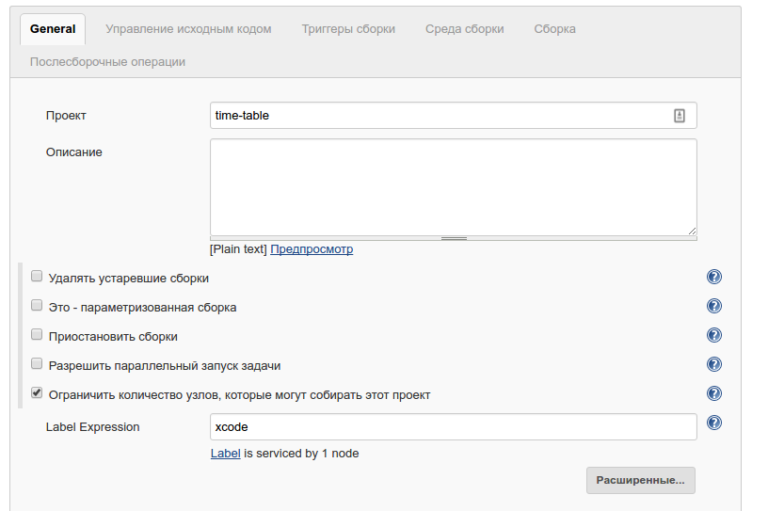 General Управление исходным кодом Триггеры сборки Среда сборки Сборка
Послесборочные операции
Проект time-table
Описание
[Plain text] Предпросмотр
Удалять устаревшие сборки
Это - параметризованная сборка
Приостановить сборки
Разрешить параллельный запуск задачи
Ограничить количество узлов, которые могут собирать этот проект
Label Expression xcode
Label is serviced by 1 node
Расширенные...